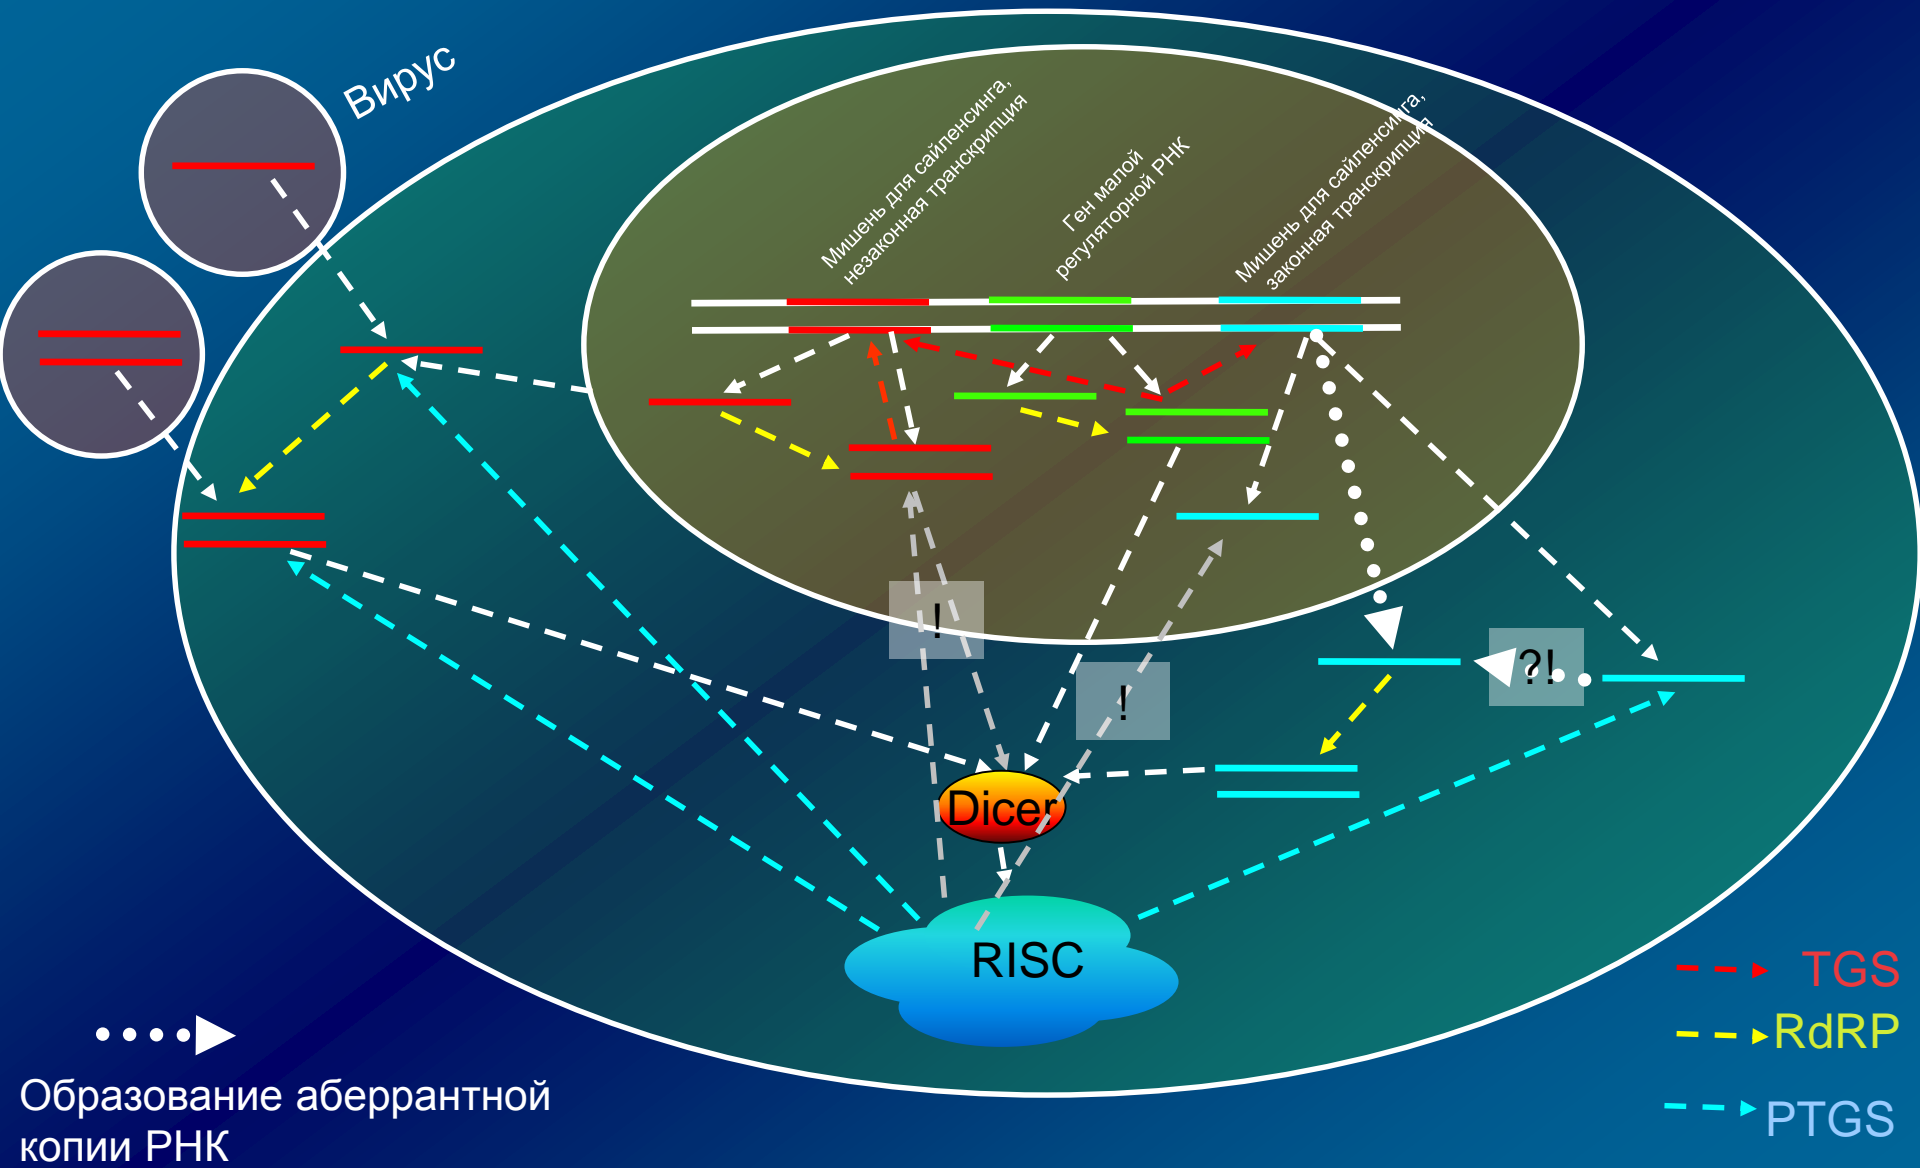 Вирус
Мишень для сайленсинга,
незаконная транскрипция
Ген малой
регуляторной РНК
Мишень для сайленсинга,
законная транскрипция
!
!
?!
Dicer
RISC
TGS
RdRP
PTGS
Образование аберрантной
копии РНК